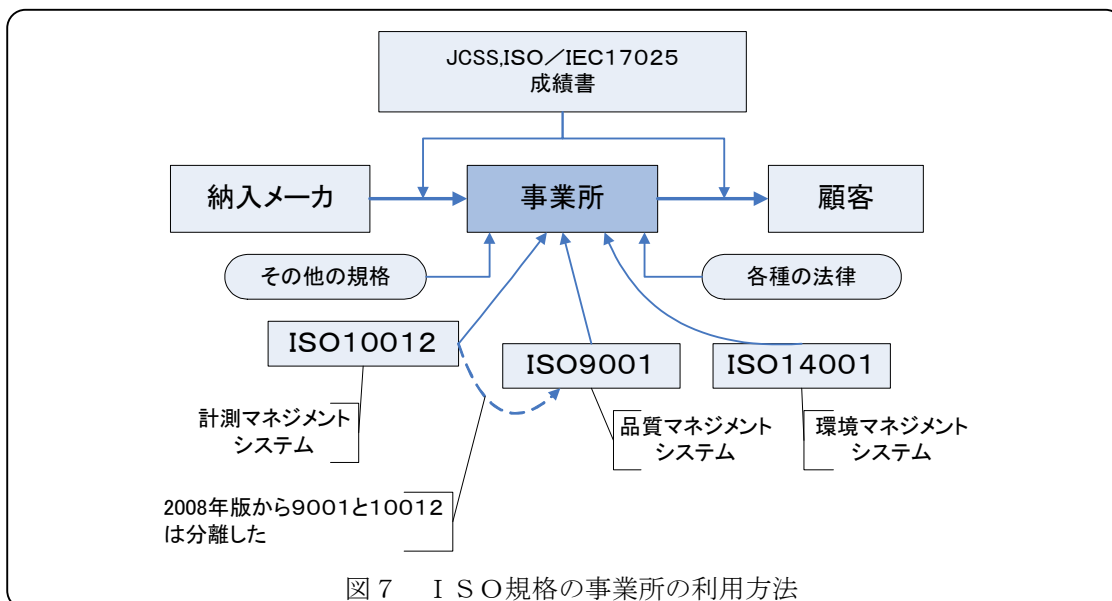 JCSS,ISO／IEC17025
成績書
納入メーカ
事業所
顧客
その他の規格
各種の法律
ISO10012
ISO9001
ISO14001
計測マネジメント
システム
品質マネジメント
システム
環境マネジメント
システム
2008年版から9001と10012
は分離した
図７　ＩＳＯ規格の事業所の利用方法